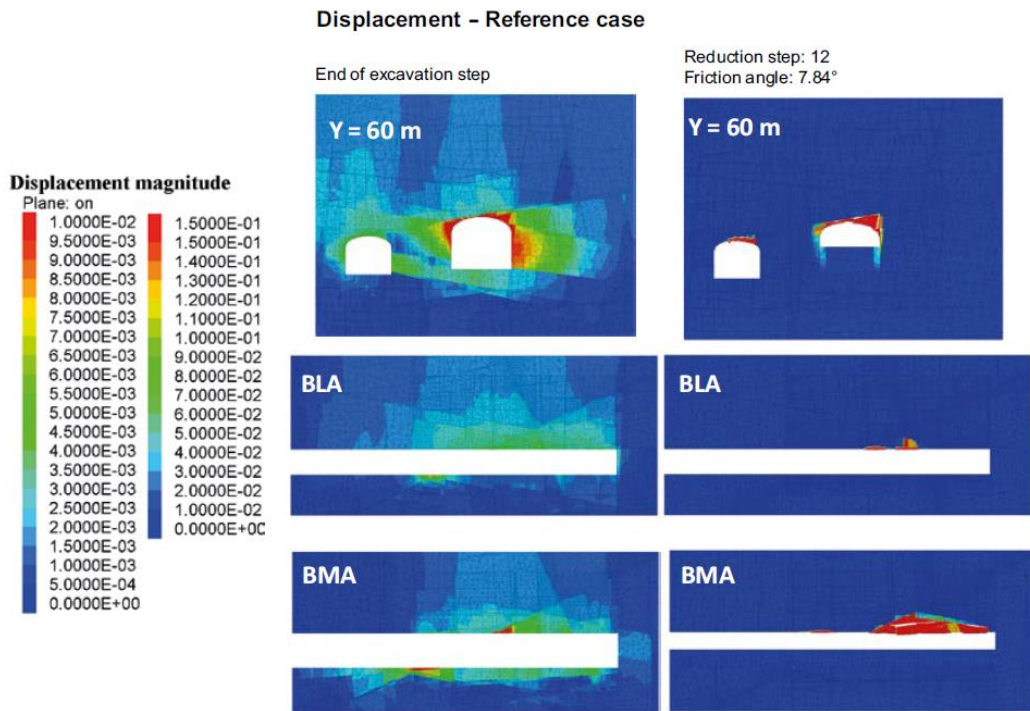 Displacement – Reference case
End of excavation step
Reduction step: 12
Friction angle: 7.84°
Y = 60 m
Y = 60 m
Displacement magnitude
Plane: on
1.0000E-02
9.5000E-03
9.0000E-03
8.5000E-03
8.0000E-03
7.5000E-03
7.0000E-03
6.5000E-03
6.0000E-03
5.5000E-03
5.0000E-03
4.5000E-03
4.0000E-03
3.5000E-03
3.0000E-03
2.5000E-03
2.0000E-03
1.5000E-03
1.0000E-03
5.0000E-04
0.0000E+00
1.5000E-01
1.5000E-01
1.4000E-01
1.3000E-01
1.2000E-01
1.1000E-01
1.0000E-01
9.0000E-02
8.0000E-02
7.0000E-02
6.0000E-02
5.0000E-02
4.0000E-02
3.0000E-02
2.0000E-02
1.0000E-02
0.0000E+00
BLA
BLA
BMA
BMA